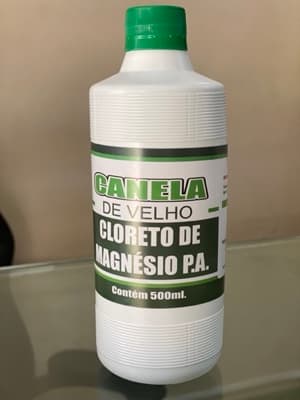 CANELA
DE VELHO
CLORETO DE
MAGNÉSIO P.A.
Contém 500ml.